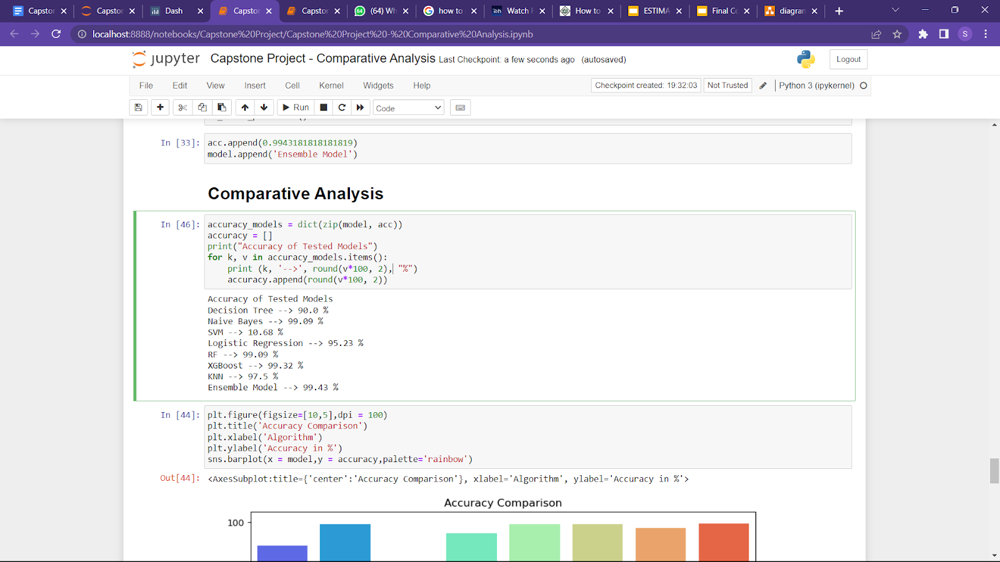 Capstor
Capstor
Dash
Capstor
Capstor
(64) Wh
how to
Watch
How to
ESTIMA
Final Co
diagran
localhost:8888/notebooks/Capstone%20Project/Capstone%20Project%20-%20Comparative%20Analysis.ipynb
S
jupyter Capstone Project - Comparative Analysis Last Checkpoint: a few seconds ago (autosaved)
Logout
File Edit View Insert Cell Kernel Widgets Help
Checkpoint created: 19:32:03 Not Trusted Python 3 (ipykernel)
Run Code
In [33]: acc.append(0.9943181818181819)
model.append('Ensemble Model')
Comparative Analysis
In [46]: accuracy_models = dict(zip(model, acc))
accuracy = []
print("Accuracy of Tested Models")
for k, v in accuracy_models.items():
    print (k, '-->', round(v*100, 2), "%")
    accuracy.append(round(v*100, 2))
Accuracy of Tested Models
Decision Tree --> 90.0 %
Naive Bayes --> 99.09 %
SVM --> 10.68 %
Logistic Regression --> 95.23 %
RF --> 99.09 %
XGBoost --> 99.32 %
KNN --> 97.5 %
Ensemble Model --> 99.43 %
In [44]: plt.figure(figsize=[10,5],dpi = 100)
plt.title('Accuracy Comparison')
plt.xlabel('Algorithm')
plt.ylabel('Accuracy in %')
sns.barplot(x = model,y = accuracy,palette='rainbow')
Out[44]: <AxesSubplot:title={'center':'Accuracy Comparison'}, xlabel='Algorithm', ylabel='Accuracy in %'>
Accuracy Comparison
100